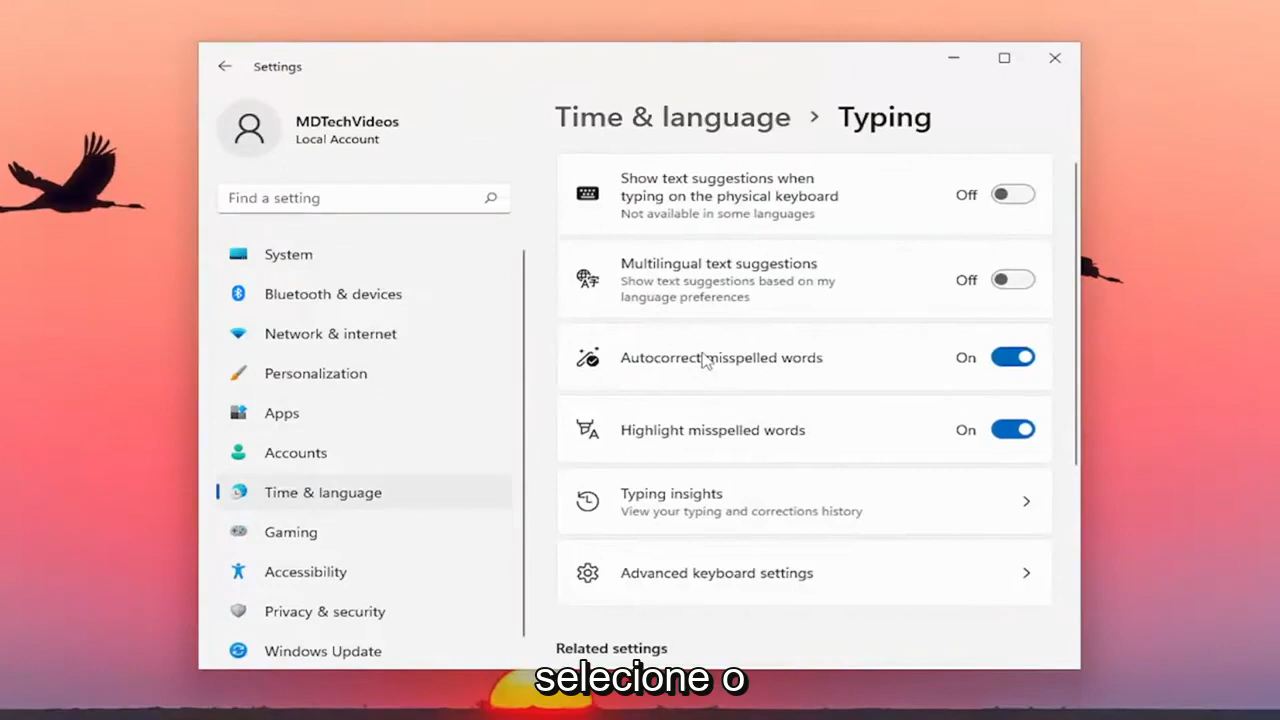 Settings
MDTechVideos
Local Account
Find a setting
System
Bluetooth & devices
Network & internet
Personalization
Apps
Accounts
Time & language
Gaming
Accessibility
Privacy & security
Windows Update
Time & language > Typing
Show text suggestions when
typing on the physical keyboard
Not available in some languages
Off
Multilingual text suggestions
Show text suggestions based on my
language preferences
Off
Autocorrect misspelled words
On
Highlight misspelled words
On
Typing insights
View your typing and corrections history
Advanced keyboard settings
Related settings
selecione o